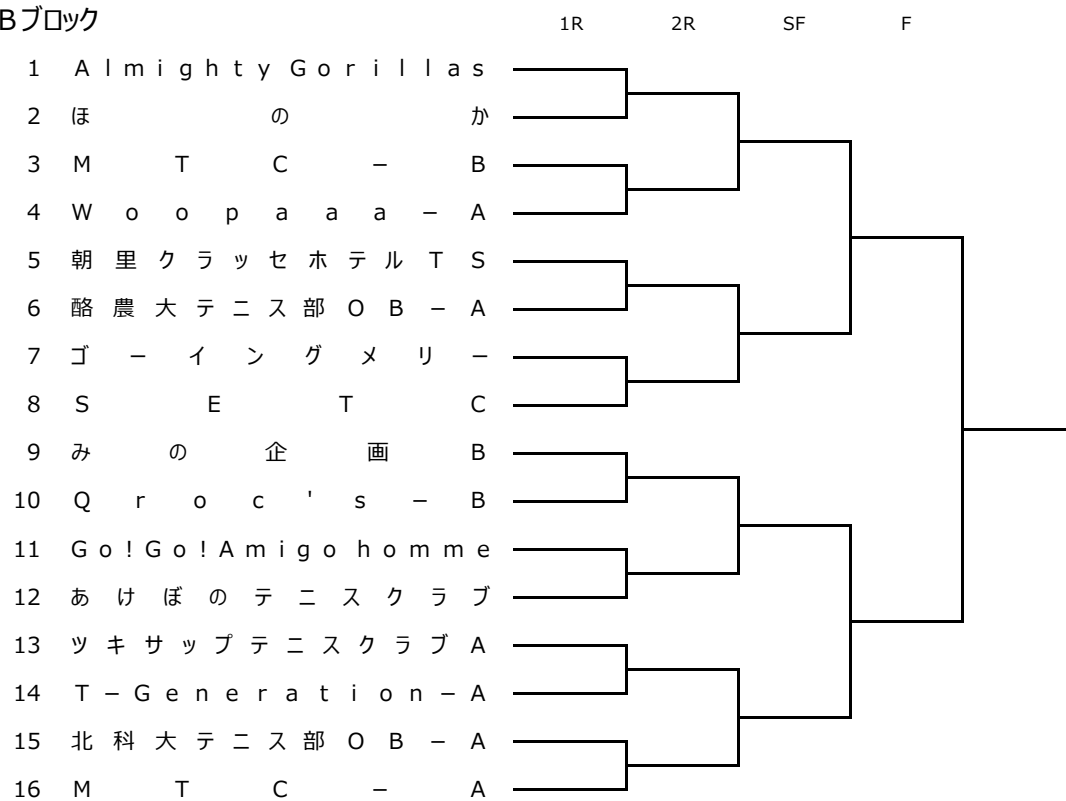 Bブロック 1R 2R SF F
1 Almighty Gorillas
2 ほのか
3 MTC－B
4 Woopaaa－A
5 朝里クラッセホテルTS
6 酪農大テニス部OB－A
7 ゴーイングメリー
8 SETC
9 みの企画B
10 Qroc's－B
11 Go!Go!Amigo homme
12 あけぼのテニスクラブ
13 ツキサップテニスクラブA
14 T－Generation－A
15 北科大テニス部OB－A
16 MTC－A